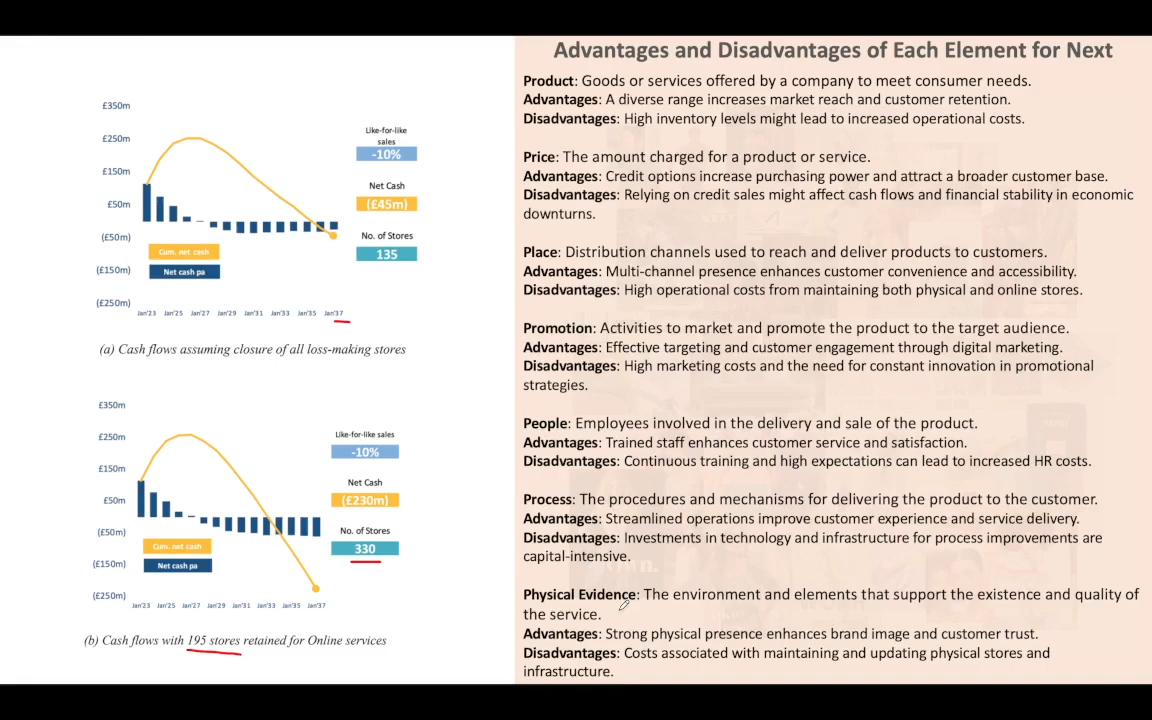 £350m
£250m
£150m
£50m
(£50m)
(£150m)
(£250m)
Like-for-like
sales
-10%
Net Cash
(£45m)
No. of Stores
135
Cum. net cash
Net cash pa
Jan'23 Jan'25 Jan'27 Jan'29 Jan'31 Jan'33 Jan'35 Jan'37
(a) Cash flows assuming closure of all loss-making stores
£350m
£250m
£150m
£50m
(£50m)
(£150m)
(£250m)
Like-for-like sales
-10%
Net Cash
(£230m)
No. of Stores
330
Cum. net cash
Net cash pa
Jan'23 Jan'25 Jan'27 Jan'29 Jan'31 Jan'33 Jan'35 Jan'37
(b) Cash flows with 195 stores retained for Online services
Advantages and Disadvantages of Each Element for Next
Product: Goods or services offered by a company to meet consumer needs.
Advantages: A diverse range increases market reach and customer retention.
Disadvantages: High inventory levels might lead to increased operational costs.
Price: The amount charged for a product or service.
Advantages: Credit options increase purchasing power and attract a broader customer base.
Disadvantages: Relying on credit sales might affect cash flows and financial stability in economic
downturns.
Place: Distribution channels used to reach and deliver products to customers.
Advantages: Multi-channel presence enhances customer convenience and accessibility.
Disadvantages: High operational costs from maintaining both physical and online stores.
Promotion: Activities to market and promote the product to the target audience.
Advantages: Effective targeting and customer engagement through digital marketing.
Disadvantages: High marketing costs and the need for constant innovation in promotional
strategies.
People: Employees involved in the delivery and sale of the product.
Advantages: Trained staff enhances customer service and satisfaction.
Disadvantages: Continuous training and high expectations can lead to increased HR costs.
Process: The procedures and mechanisms for delivering the product to the customer.
Advantages: Streamlined operations improve customer experience and service delivery.
Disadvantages: Investments in technology and infrastructure for process improvements are
capital-intensive.
Physical Evidence: The environment and elements that support the existence and quality of
the service.
Advantages: Strong physical presence enhances brand image and customer trust.
Disadvantages: Costs associated with maintaining and updating physical stores and
infrastructure.